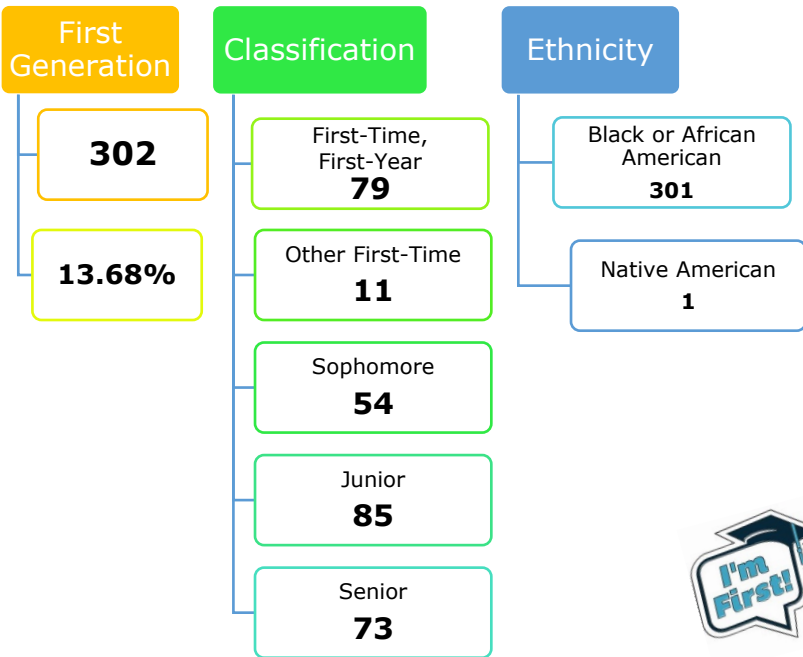 First
Generation
302
13.68%
Classification
First-Time,
First-Year
79
Other First-Time
11
Sophomore
54
Junior
85
Senior
73
Ethnicity
Black or African
American
301
Native American
1
I'm
First!